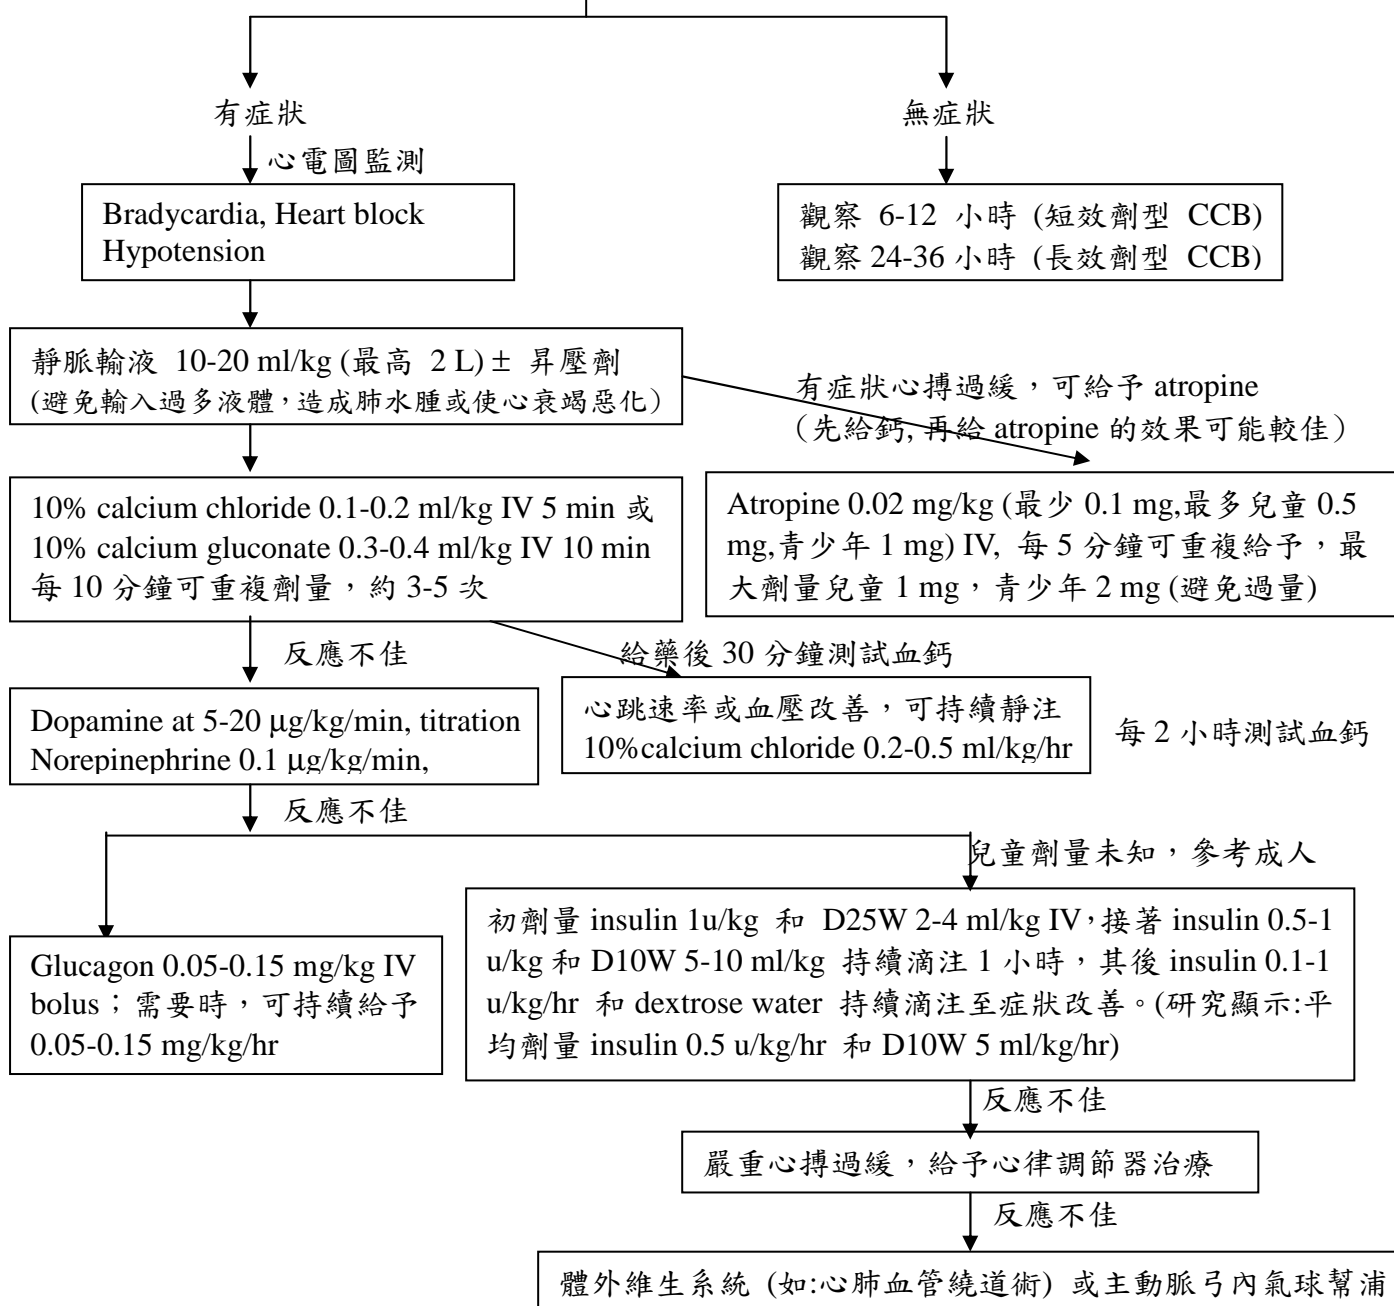 有症狀
無症狀
心電圖監測
Bradycardia, Heart block
Hypotension
觀察 6-12 小時 (短效劑型 CCB)
觀察 24-36 小時 (長效劑型 CCB)
靜脈輸液 10-20 ml/kg (最高 2 L) ± 昇壓劑
(避免輸入過多液體，造成肺水腫或使心衰竭惡化)
有症狀心搏過緩，可給予 atropine
（先給鈣, 再給 atropine 的效果可能較佳）
10% calcium chloride 0.1-0.2 ml/kg IV 5 min 或
10% calcium gluconate 0.3-0.4 ml/kg IV 10 min
每 10 分鐘可重複劑量，約 3-5 次
Atropine 0.02 mg/kg (最少 0.1 mg,最多兒童 0.5
mg,青少年 1 mg) IV, 每 5 分鐘可重複給予，最
大劑量兒童 1 mg，青少年 2 mg (避免過量)
反應不佳
給藥後 30 分鐘測試血鈣
Dopamine at 5-20 μg/kg/min, titration
Norepinephrine 0.1 μg/kg/min,
心跳速率或血壓改善，可持續靜注
10%calcium chloride 0.2-0.5 ml/kg/hr
每 2 小時測試血鈣
反應不佳
兒童劑量未知，參考成人
Glucagon 0.05-0.15 mg/kg IV
bolus；需要時，可持續給予
0.05-0.15 mg/kg/hr
初劑量 insulin 1u/kg 和 D25W 2-4 ml/kg IV，接著 insulin 0.5-1
u/kg 和 D10W 5-10 ml/kg 持續滴注 1 小時，其後 insulin 0.1-1
u/kg/hr 和 dextrose water 持續滴注至症狀改善。(研究顯示:平
均劑量 insulin 0.5 u/kg/hr 和 D10W 5 ml/kg/hr)
反應不佳
嚴重心搏過緩，給予心律調節器治療
反應不佳
體外維生系統 (如:心肺血管繞道術) 或主動脈弓內氣球幫浦